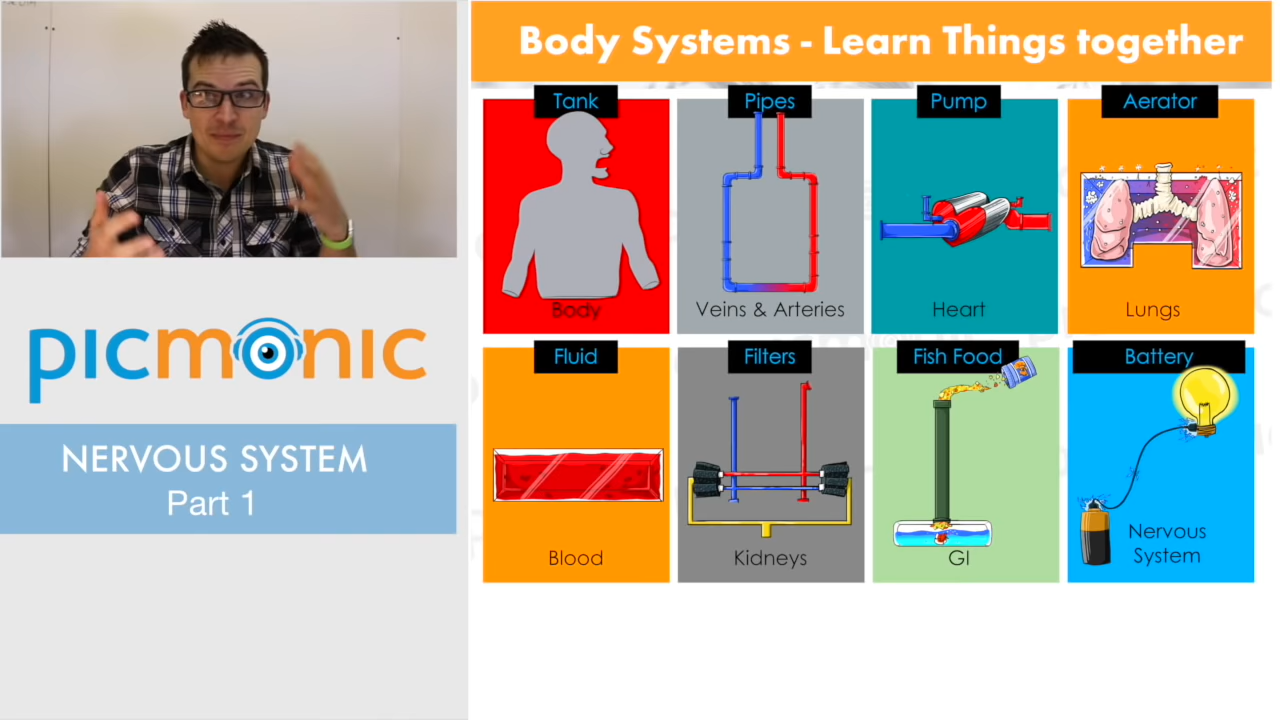 Body Systems - Learn Things together
Tank
Pipes
Pump
Aerator
Body
Veins & Arteries
Heart
Lungs
Fluid
Filters
Fish Food
Battery
Blood
Kidneys
GI
Nervous
System
picmonic
NERVOUS SYSTEM
Part 1